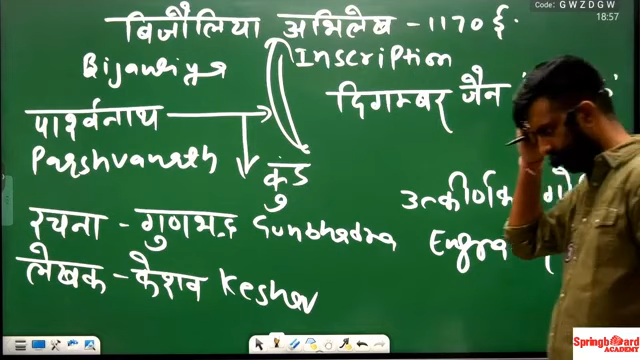 Code: GWZDGW
18:57
बिजौलिया अभिलेख - 1170 ई.
Inscription
दिगम्बर जैन
पार्श्वनाथ
Parshvanath
कुंड
उत्कीर्णक
रचना - गुणभद्र Gunbhadra
Engra
लेखक - केशव Keshav
Springboard
ACADEMY